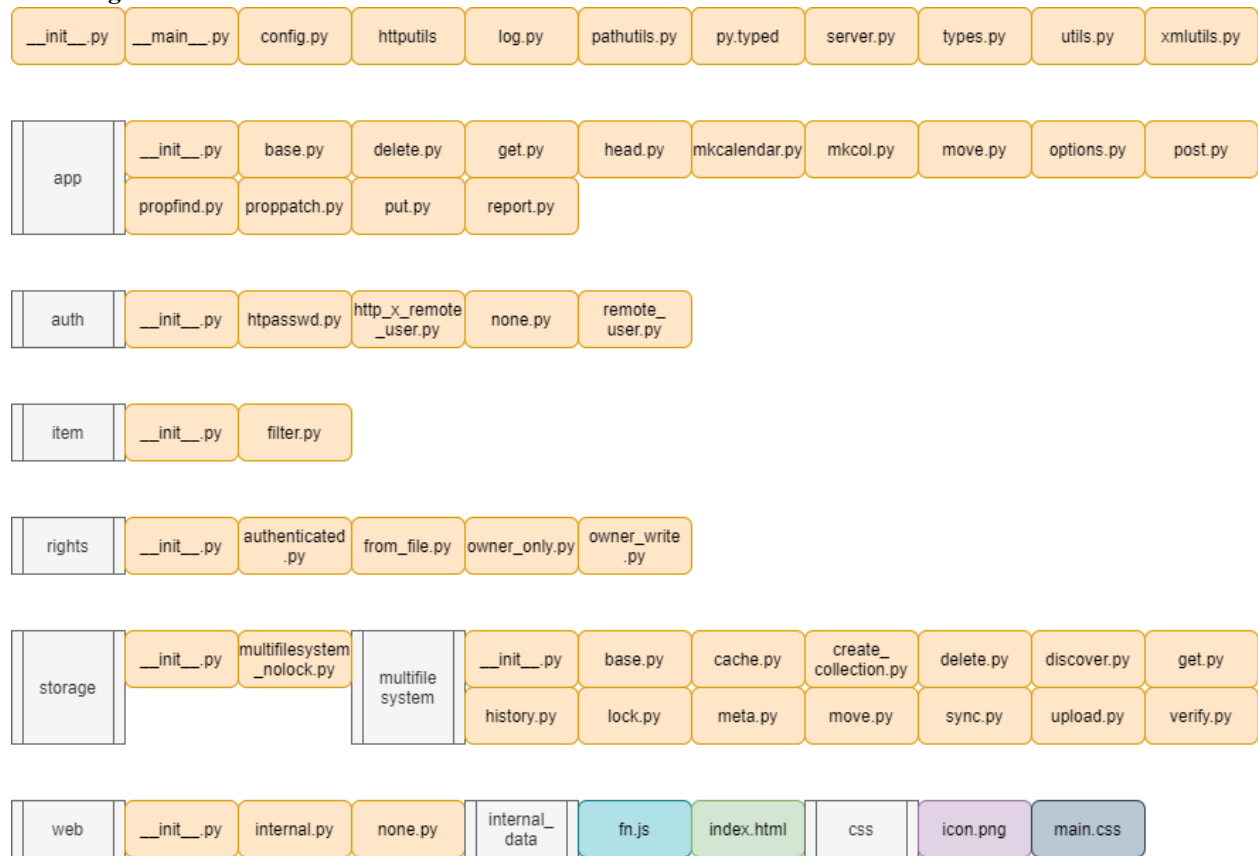 __init__.py
__main__.py
config.py
httputils
log.py
pathutils.py
py.typed
server.py
types.py
utils.py
xmlutils.py
app
__init__.py
base.py
delete.py
get.py
head.py
mkcalendar.py
mkcol.py
move.py
options.py
post.py
propfind.py
proppatch.py
put.py
report.py
auth
__init__.py
htpasswd.py
http_x_remote
_user.py
none.py
remote_
user.py
item
__init__.py
filter.py
rights
__init__.py
authenticated
.py
from_file.py
owner_only.py
owner_write
.py
storage
__init__.py
multifilesystem
_nolock.py
multifile
system
__init__.py
base.py
cache.py
create_
collection.py
delete.py
discover.py
get.py
history.py
lock.py
meta.py
move.py
sync.py
upload.py
verify.py
web
__init__.py
internal.py
none.py
internal_
data
fn.js
index.html
css
icon.png
main.css